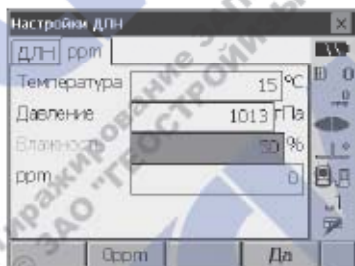 Настройки ДЛН
ДЛН ppm
Температура 15 °C
Давление 1013 гПа
Влажность 50 %
ppm 0
0ppm Да